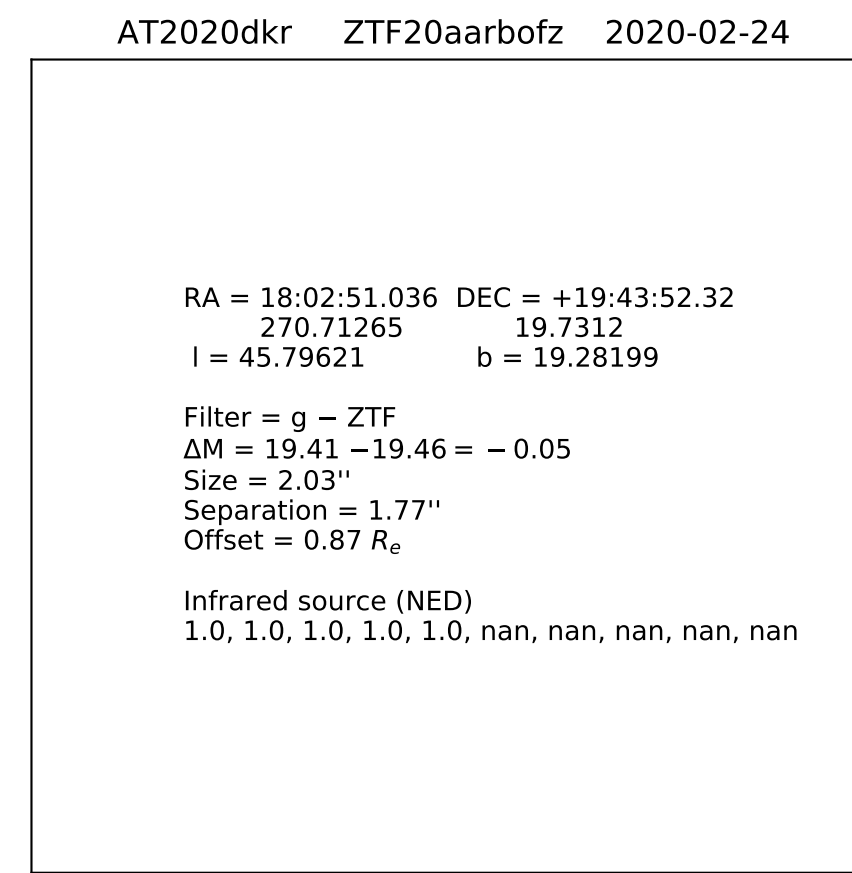 AT2020dkr ZTF20aarbofz 2020-02-24
RA = 18:02:51.036 DEC = +19:43:52.32
270.71265 19.7312
l = 45.79621 b = 19.28199
Filter = g − ZTF
ΔM = 19.41 −19.46 = − 0.05
Size = 2.03''
Separation = 1.77''
Offset = 0.87 Re
Infrared source (NED)
1.0, 1.0, 1.0, 1.0, 1.0, nan, nan, nan, nan, nan